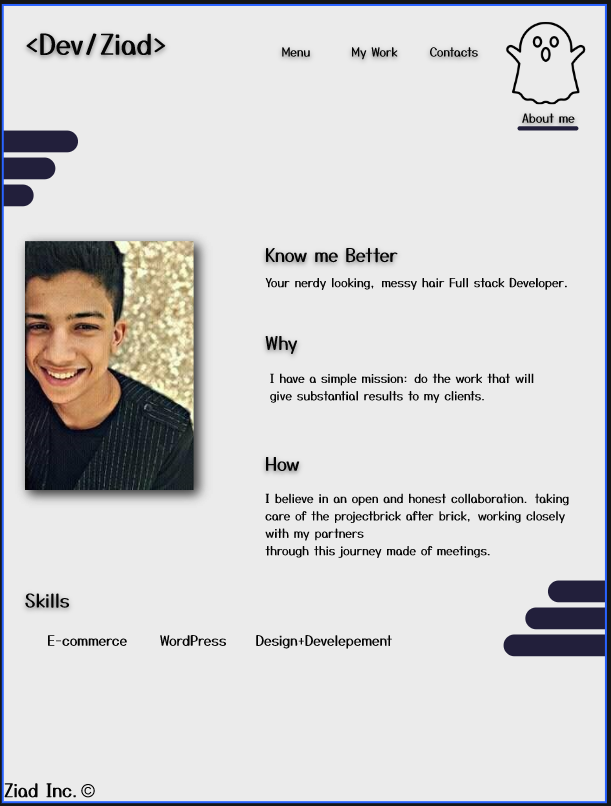 <Dev/Ziad>
Menu My Work Contacts
About me
Know me Better
Your nerdy looking, messy hair Full stack Developer.
Why
I have a simple mission: do the work that will
give substantial results to my clients.
How
I believe in an open and honest collaboration. taking
care of the projectbrick after brick, working closely
with my partners
through this journey made of meetings.
Skills
E-commerce WordPress Design+Develepement
Ziad Inc. ©